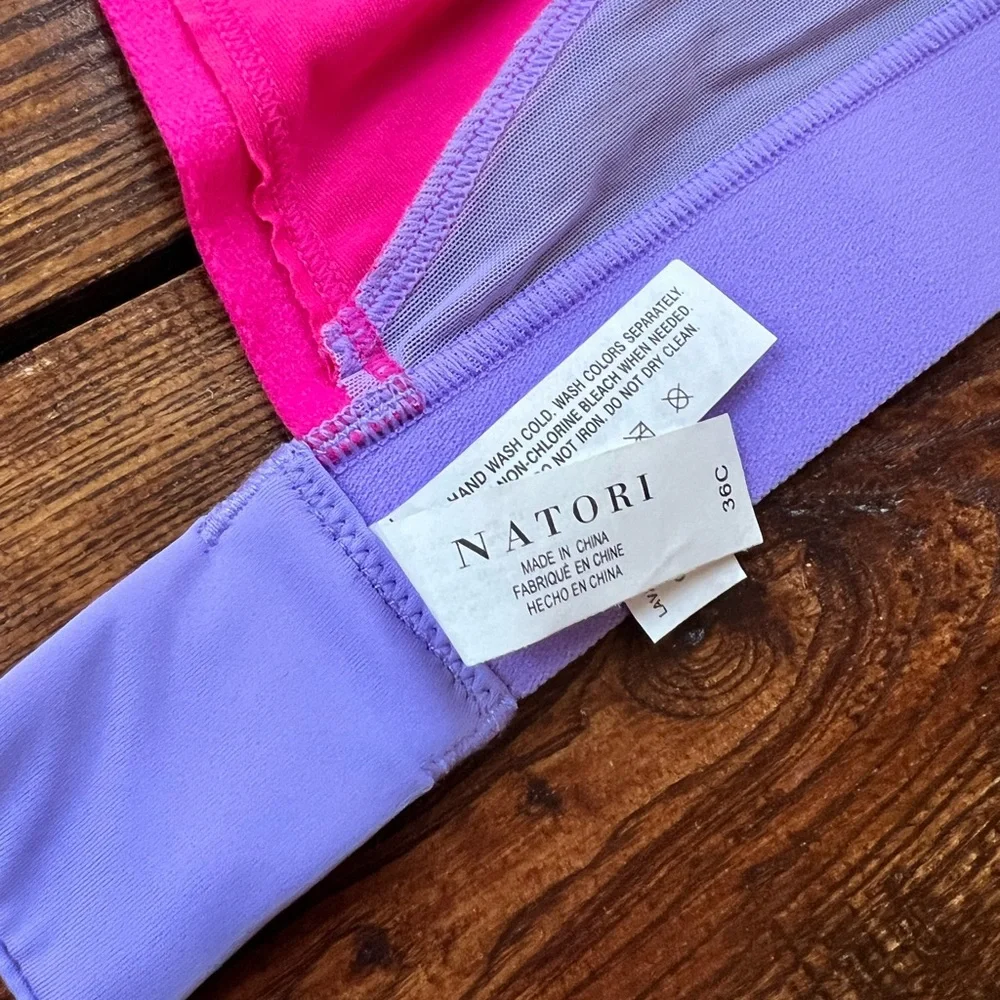 HAND WASH COLD. WASH COLORS SEPARATELY.
NON-CHLORINE BLEACH WHEN NEEDED.
DO NOT IRON. DO NOT DRY CLEAN.
NATORI
MADE IN CHINA
FABRIQUÉ EN CHINE
HECHO EN CHINA
36C